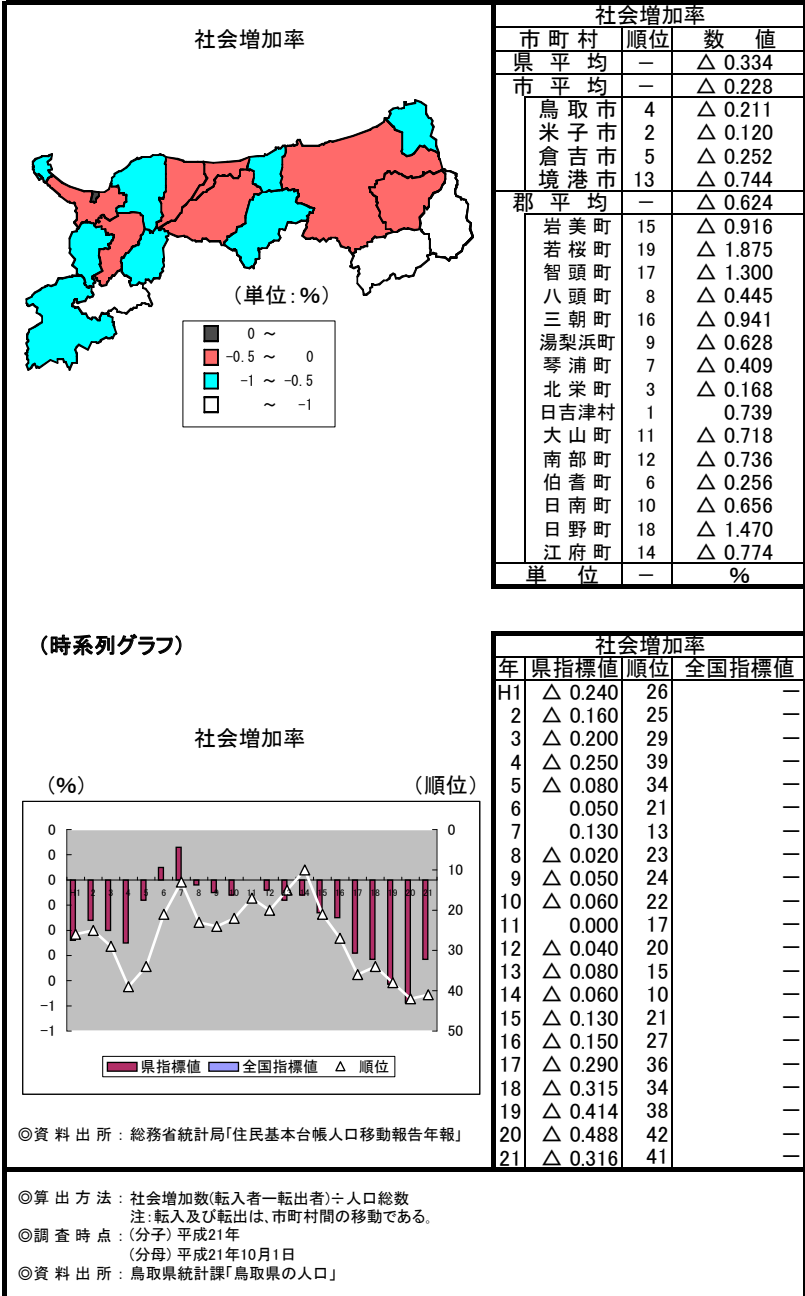 社会増加率
(単位:%)
0 ～
-0.5 ～ 0
-1 ～ -0.5
～ -1
社会増加率
市町村 順位 数値
県平均 － △ 0.334
市平均 － △ 0.228
鳥取市 4 △ 0.211
米子市 2 △ 0.120
倉吉市 5 △ 0.252
境港市 13 △ 0.744
郡平均 － △ 0.624
岩美町 15 △ 0.916
若桜町 19 △ 1.875
智頭町 17 △ 1.300
八頭町 8 △ 0.445
三朝町 16 △ 0.941
湯梨浜町 9 △ 0.628
琴浦町 7 △ 0.409
北栄町 3 △ 0.168
日吉津村 1 0.739
大山町 11 △ 0.718
南部町 12 △ 0.736
伯耆町 6 △ 0.256
日南町 10 △ 0.656
日野町 18 △ 1.470
江府町 14 △ 0.774
単位 － %
(時系列グラフ)
社会増加率
(%) (順位)
0 0
0
0 10
0
0 20
0 30
0 40
-1
-1 50
H1 2 3 4 5 6 7 8 9 10 11 12 13 14 15 16 17 18 19 20 21
県指標値 全国指標値 △ 順位
◎資料出所：総務省統計局「住民基本台帳人口移動報告年報」
社会増加率
年 県指標値 順位 全国指標値
H1 △ 0.240 26 －
2 △ 0.160 25 －
3 △ 0.200 29 －
4 △ 0.250 39 －
5 △ 0.080 34 －
6 0.050 21 －
7 0.130 13 －
8 △ 0.020 23 －
9 △ 0.050 24 －
10 △ 0.060 22 －
11 0.000 17 －
12 △ 0.040 20 －
13 △ 0.080 15 －
14 △ 0.060 10 －
15 △ 0.130 21 －
16 △ 0.150 27 －
17 △ 0.290 36 －
18 △ 0.315 34 －
19 △ 0.414 38 －
20 △ 0.488 42 －
21 △ 0.316 41 －
◎算出方法：社会増加数(転入者－転出者)÷人口総数
注：転入及び転出は、市町村間の移動である。
◎調査時点：(分子) 平成21年
(分母) 平成21年10月1日
◎資料出所：鳥取県統計課「鳥取県の人口」